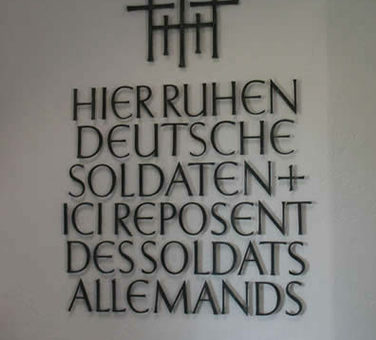 HIER RUHEN
DEUTSCHE
SOLDATEN +
ICI REPOSENT
DES SOLDATS
ALLEMANDS